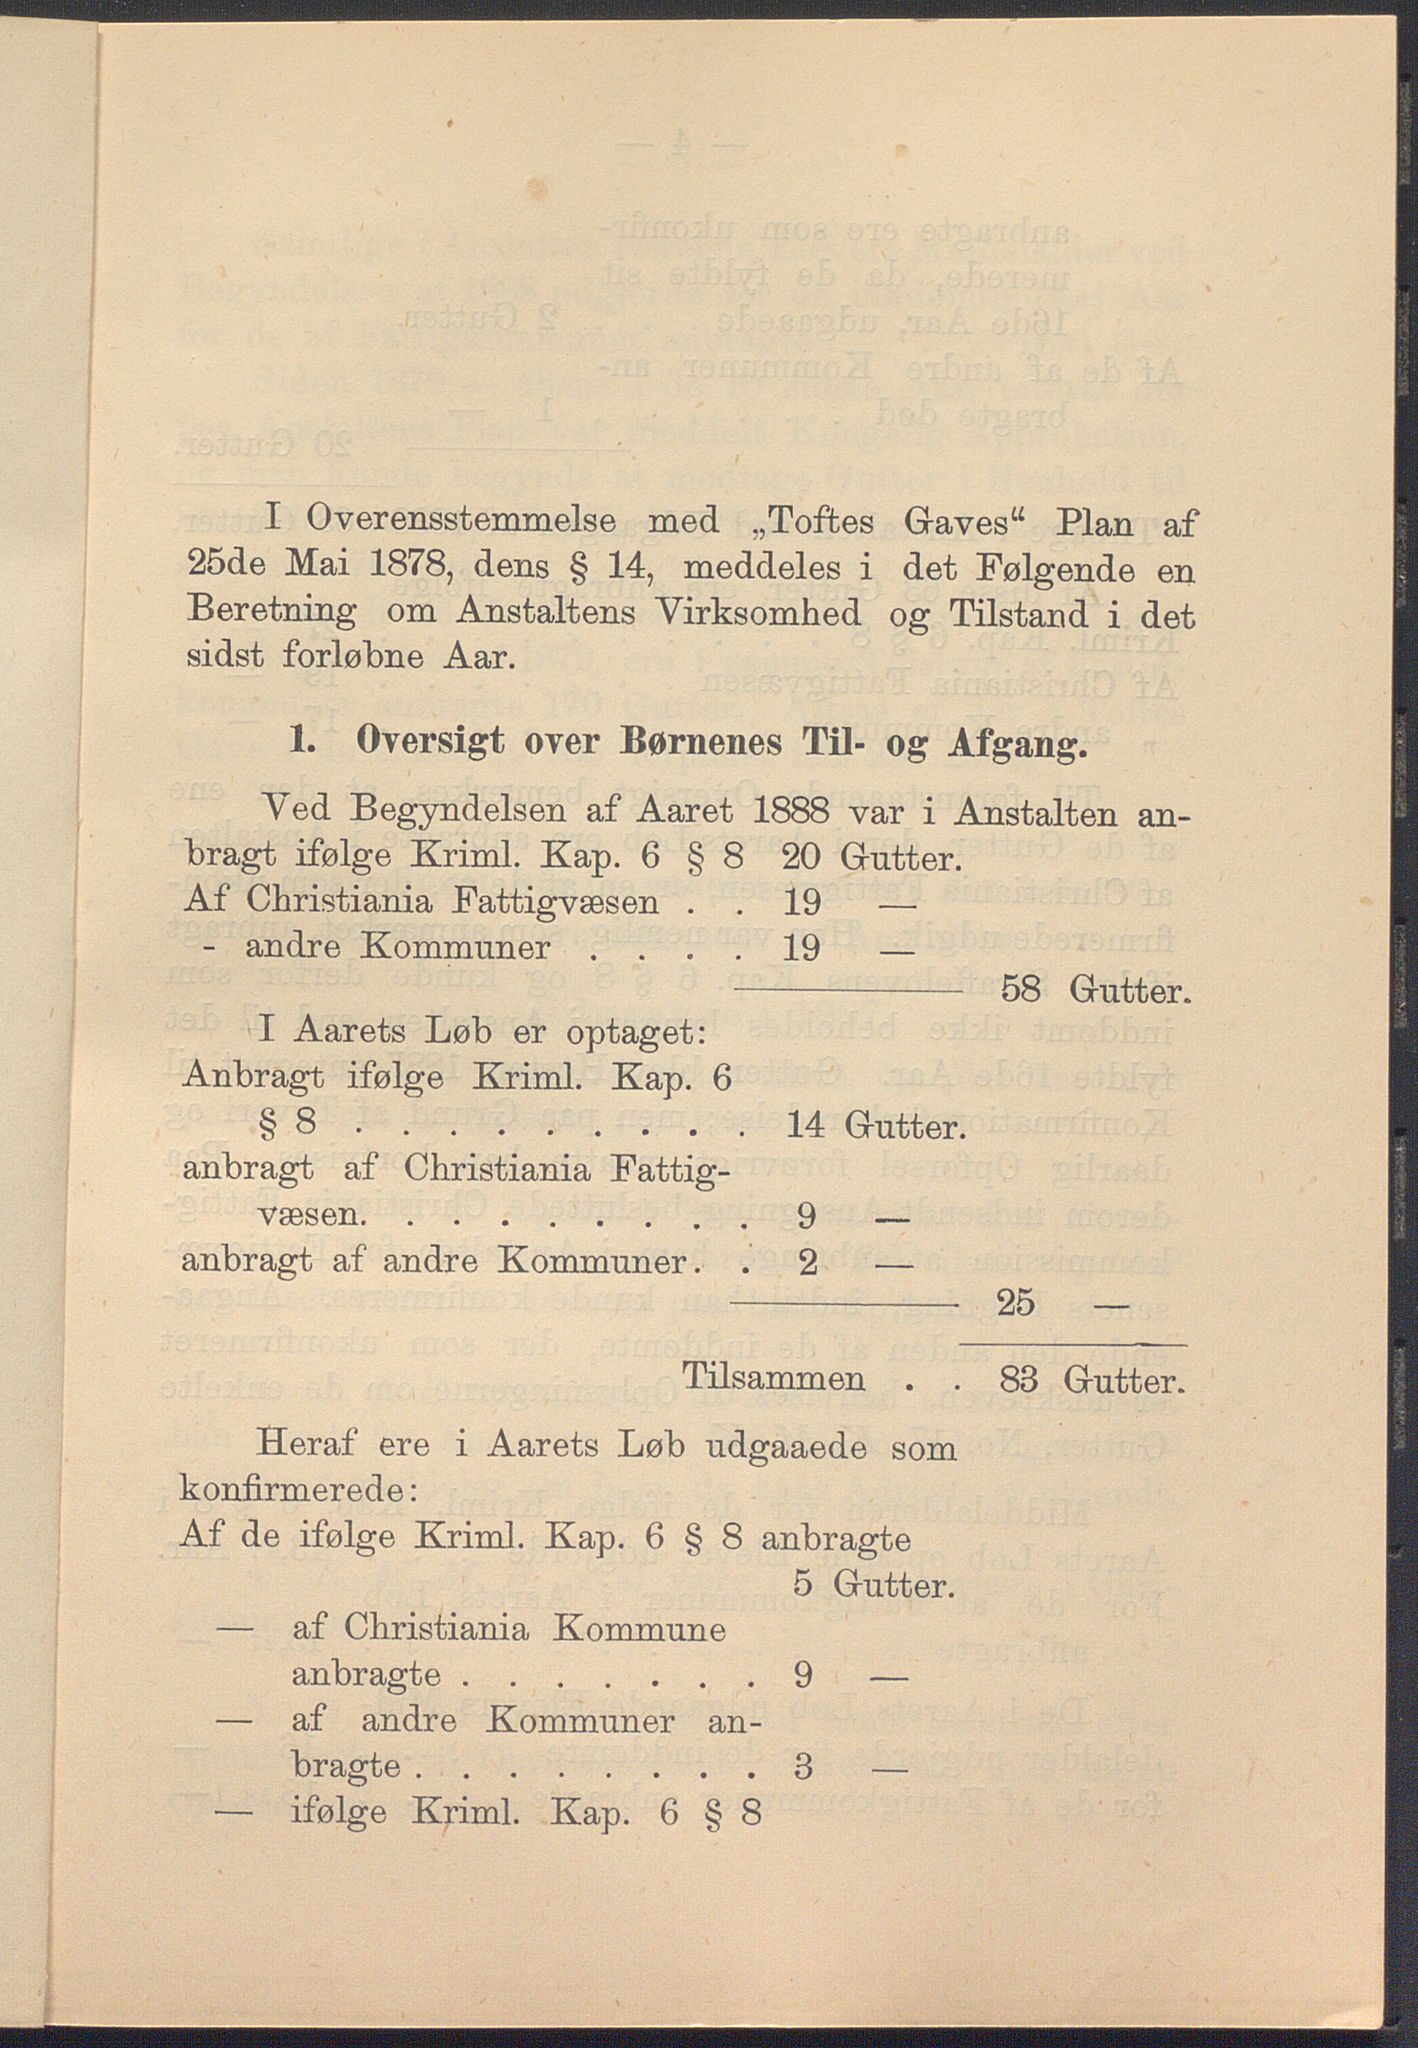 I Overensstemmelse med „Toftes Gaves“ Plan af
25de Mai 1878, dens § 14, meddeles i det Følgende en
Beretning om Anstaltens Virksomhed og Tilstand i det
sidst forløbne Aar.
1. Oversigt over Børnenes Til- og Afgang.
Ved Begyndelsen af Aaret 1888 var i Anstalten an-
bragt ifølge Kriml. Kap. 6 § 8 20 Gutter.
Af Christiania Fattigvæsen . . 19 —
- andre Kommuner . . . . 19 —
58 Gutter.
I Aarets Løb er optaget:
Anbragt ifølge Kriml. Kap. 6
§ 8 . . . . . . . . . 14 Gutter.
anbragt af Christiania Fattig-
væsen. . . . . . . . . 9 —
anbragt af andre Kommuner. . 2 —
25 —
Tilsammen . . 83 Gutter.
Heraf ere i Aarets Løb udgaaede som
konfirmerede:
Af de ifølge Kriml. Kap. 6 § 8 anbragte
5 Gutter.
— af Christiania Kommune
anbragte . . . . . . . 9 —
— af andre Kommuner an-
bragte . . . . . . . . 3 —
— ifølge Kriml. Kap. 6 § 8